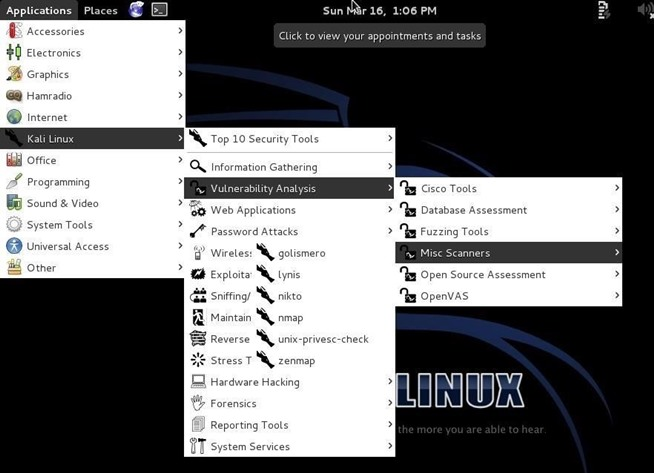 Applications Places Sun Mar 16, 1:06 PM
Click to view your appointments and tasks
Accessories
Electronics
Graphics
Hamradio
Internet
Kali Linux
Office
Programming
Sound & Video
System Tools
Universal Access
Other
Top 10 Security Tools
Information Gathering
Vulnerability Analysis
Web Applications
Password Attacks
Wireles
Exploita
Sniffing/
Maintain
Reverse
Stress T
Hardware Hacking
Forensics
Reporting Tools
System Services
golismero
lynis
nikto
nmap
unix-privesc-check
zenmap
Cisco Tools
Database Assessment
Fuzzing Tools
Misc Scanners
Open Source Assessment
OpenVAS
LINUX
the more you are able to hear.